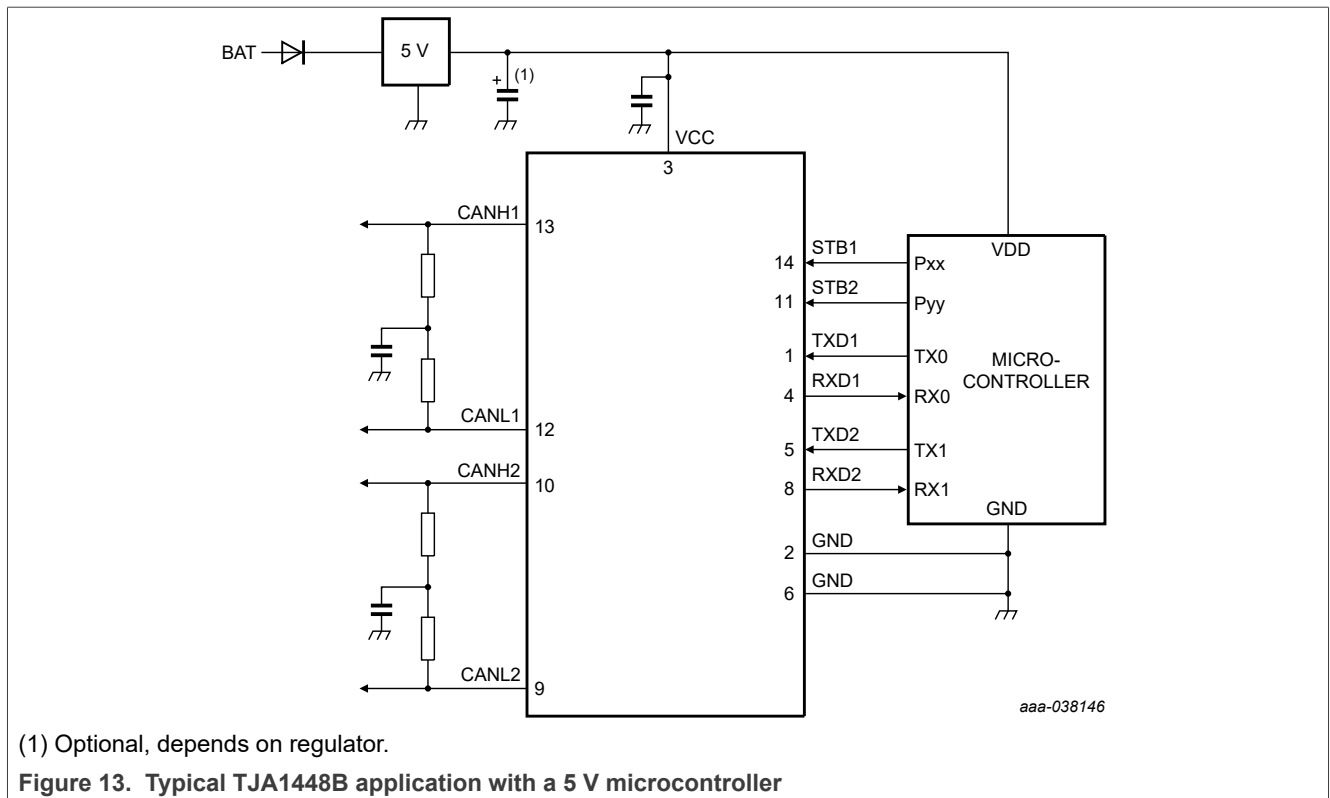 BAT
5 V
+ (1)
VCC
3
CANH1
13
CANL1
12
CANH2
10
CANL2
9
14 STB1
11 STB2
1 TXD1
4 RXD1
5 TXD2
8 RXD2
2 GND
6 GND
VDD
Pxx
Pyy
TX0
MICRO-
CONTROLLER
RX0
TX1
RX1
GND
aaa-038146
(1) Optional, depends on regulator.
Figure 13. Typical TJA1448B application with a 5 V microcontroller